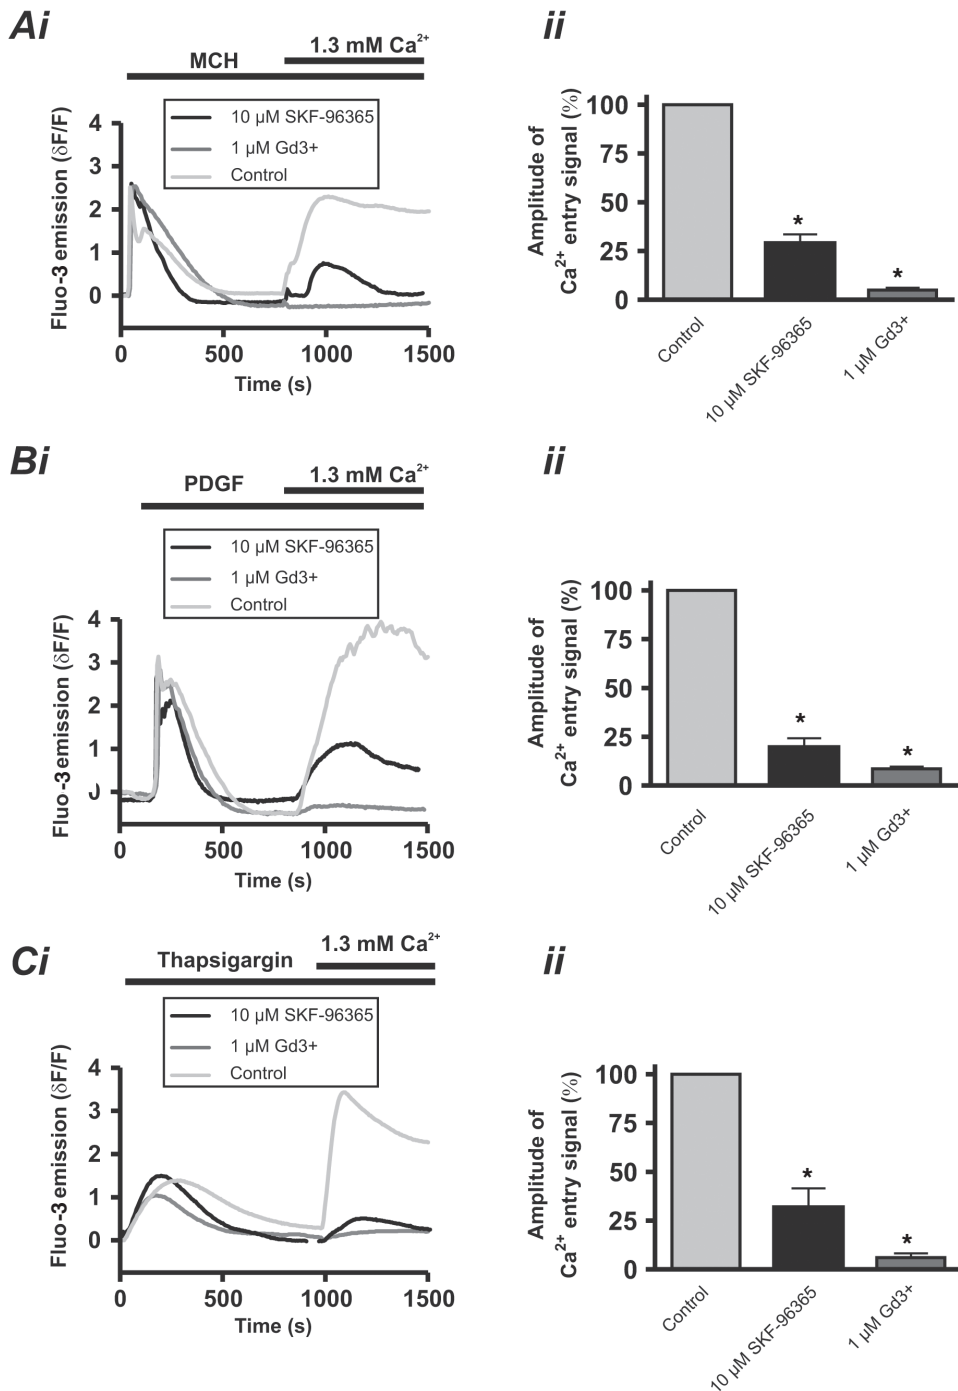 Ai
MCH
1.3 mM Ca²⁺
10 µM SKF-96365
1 µM Gd3+
Control
Fluo-3 emission (δF/F)
4
3
2
1
0
0 500 1000 1500
Time (s)
ii
Amplitude of
Ca²⁺ entry signal (%)
100
75
50
25
0
*
*
Control
10 µM SKF-96365
1 µM Gd3+
Bi
PDGF
1.3 mM Ca²⁺
10 µM SKF-96365
1 µM Gd3+
Control
Fluo-3 emission (δF/F)
4
3
2
1
0 500 1000 1500
Time (s)
ii
Amplitude of
Ca²⁺ entry signal (%)
100
75
50
25
0
*
*
Control
10 µM SKF-96365
1 µM Gd3+
Ci
Thapsigargin
1.3 mM Ca²⁺
10 µM SKF-96365
1 µM Gd3+
Control
Fluo-3 emission (δF/F)
4
3
2
1
0
0 500 1000 1500
Time (s)
ii
Amplitude of
Ca²⁺ entry signal (%)
100
75
50
25
0
*
*
Control
10 µM SKF-96365
1 µM Gd3+